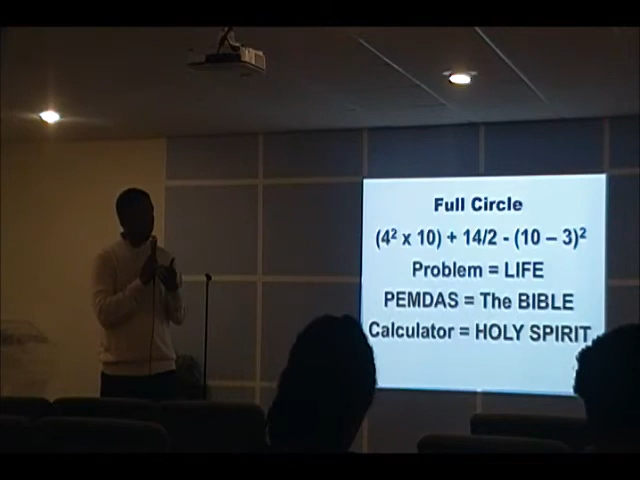 Full Circle
(4² x 10) + 14/2 - (10 – 3)²
Problem = LIFE
PEMDAS = The BIBLE
Calculator = HOLY SPIRIT